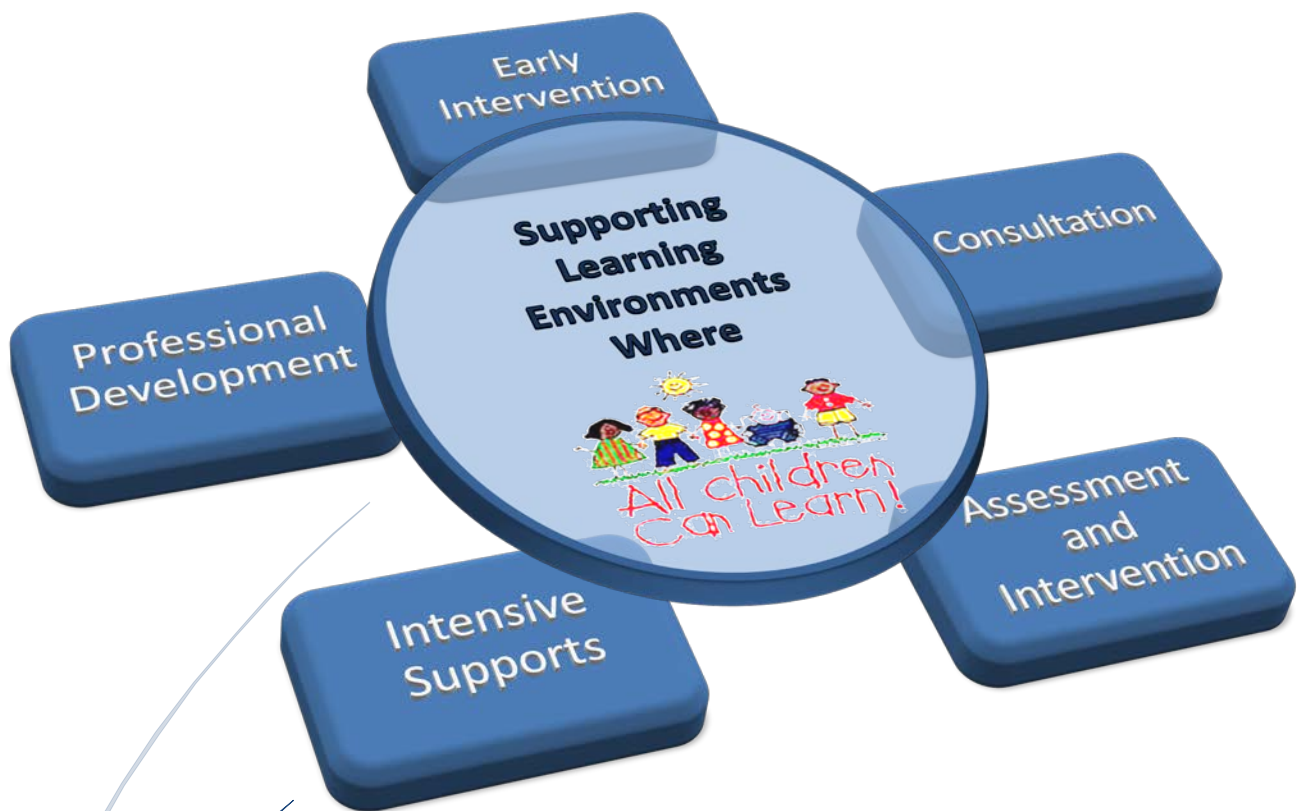 Early
Intervention
Supporting
Learning
Environments
Where
All children
Can Learn!
Consultation
Assessment
and
Intervention
Intensive
Supports
Professional
Development